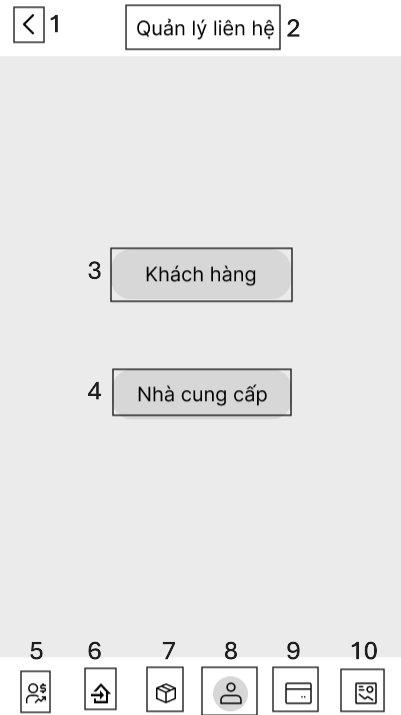 1
Quản lý liên hệ 2
3 Khách hàng
4 Nhà cung cấp
5 6 7 8 9 10